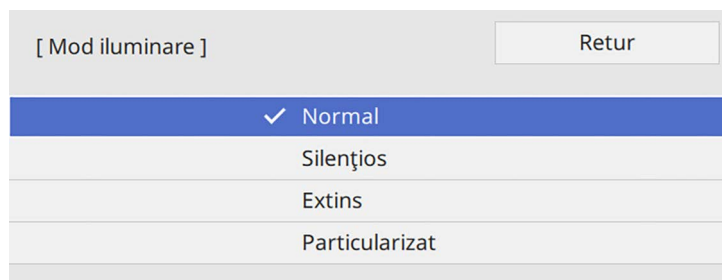 [ Mod iluminare ] Retur
✓ Normal
Silenţios
Extins
Particularizat